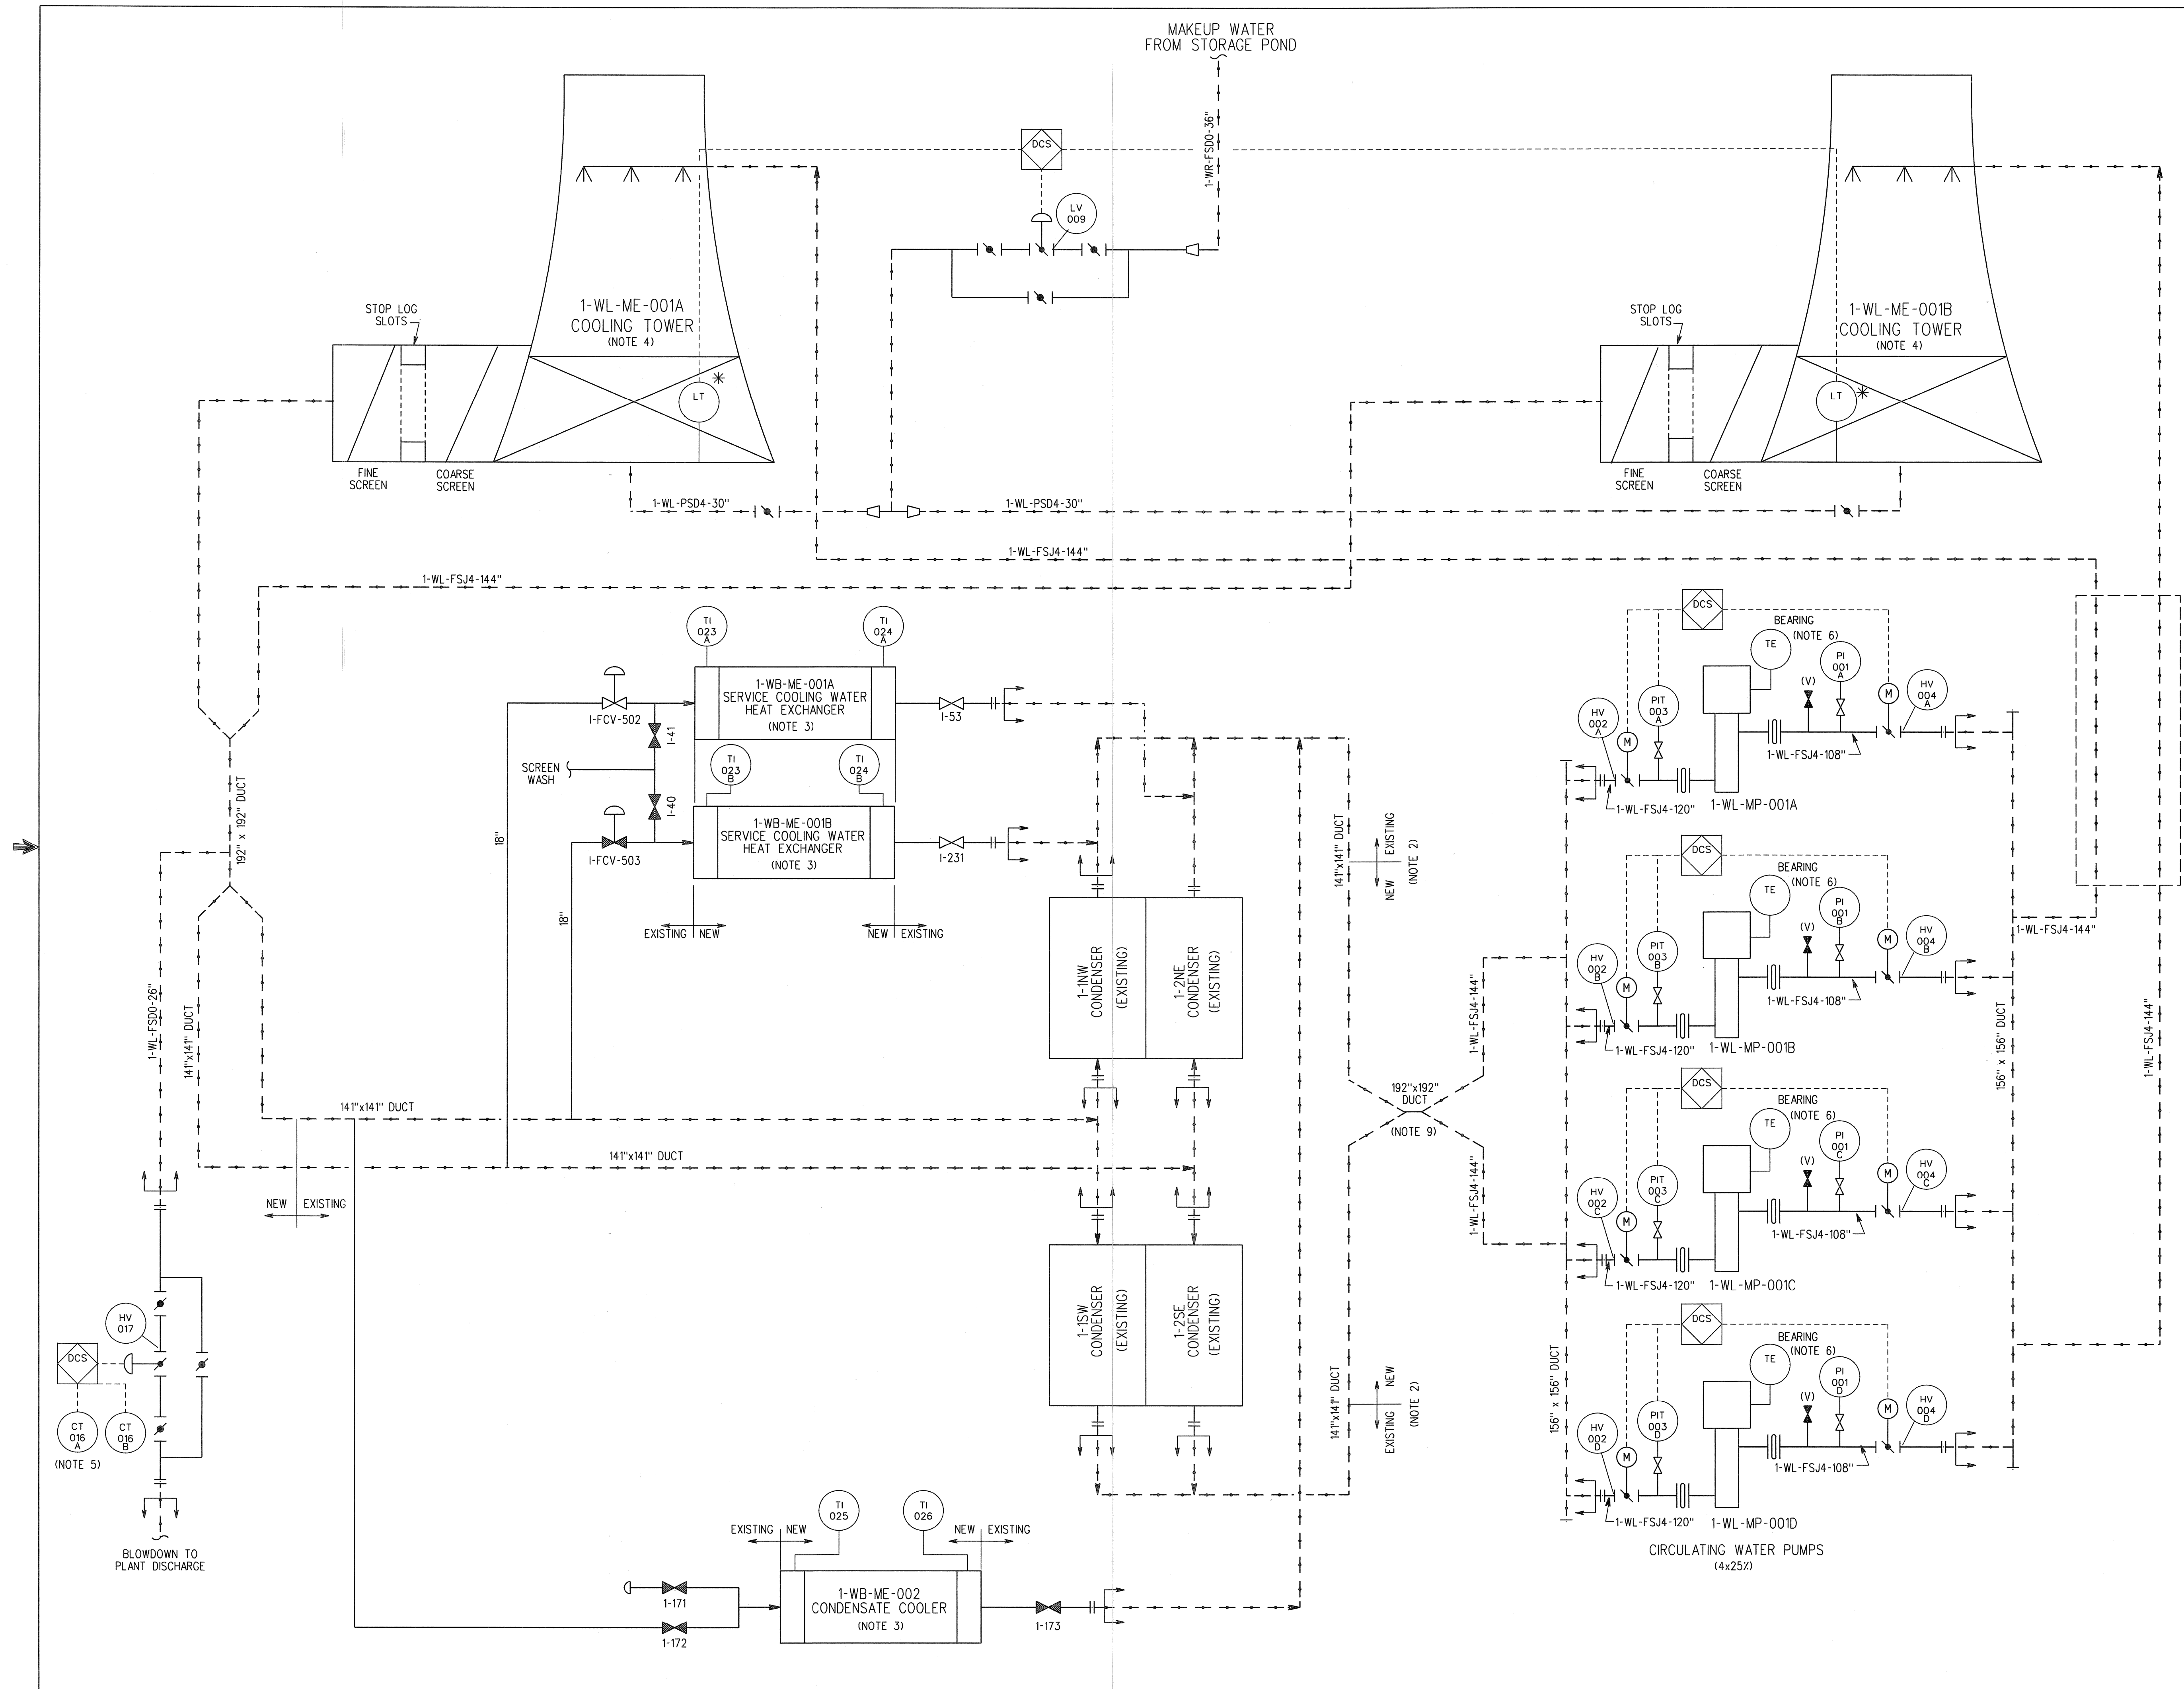 MAKEUP WATER
FROM STORAGE POND
1-WR-FSD0-36"
DCS
LV
009
1-WL-ME-001A
COOLING TOWER
(NOTE 4)
STOP LOG
SLOTS
LT
*
FINE
SCREEN
COARSE
SCREEN
1-WL-ME-001B
COOLING TOWER
(NOTE 4)
STOP LOG
SLOTS
LT
*
FINE
SCREEN
COARSE
SCREEN
1-WL-PSD4-30"
1-WL-PSD4-30"
1-WL-FSJ4-144"
1-WL-FSJ4-144"
TI
023
A
TI
024
A
1-WB-ME-001A
SERVICE COOLING WATER
HEAT EXCHANGER
(NOTE 3)
I-FCV-502
I-41
I-53
SCREEN
WASH
TI
023
B
TI
024
B
I-40
1-WB-ME-001B
SERVICE COOLING WATER
HEAT EXCHANGER
(NOTE 3)
I-FCV-503
I-231
18"
18"
EXISTING
NEW
NEW
EXISTING
192" x 192" DUCT
1-WL-FSD0-26"
141"x141" DUCT
141"x141" DUCT
141"x141" DUCT
NEW
EXISTING
1-1NW
CONDENSER
(EXISTING)
1-2NE
CONDENSER
(EXISTING)
1-1SW
CONDENSER
(EXISTING)
1-2SE
CONDENSER
(EXISTING)
141"x141" DUCT
NEW
EXISTING
(NOTE 2)
192"x192"
DUCT
(NOTE 9)
141"x141" DUCT
EXISTING
NEW
(NOTE 2)
1-WL-FSJ4-144"
1-WL-FSJ4-144"
156" x 156" DUCT
DCS
BEARING
(NOTE 6)
TE
PI
001
A
(V)
M
HV
004
A
PIT
003
A
HV
002
A
M
1-WL-FSJ4-108"
1-WL-FSJ4-120"
1-WL-MP-001A
DCS
BEARING
(NOTE 6)
TE
PI
001
B
(V)
M
HV
004
B
PIT
003
B
HV
002
B
M
1-WL-FSJ4-108"
1-WL-FSJ4-120"
1-WL-MP-001B
DCS
BEARING
(NOTE 6)
TE
PI
001
C
(V)
M
HV
004
C
PIT
003
C
HV
002
C
M
1-WL-FSJ4-108"
1-WL-FSJ4-120"
1-WL-MP-001C
DCS
BEARING
(NOTE 6)
TE
PI
001
D
(V)
M
HV
004
D
PIT
003
D
HV
002
D
M
1-WL-FSJ4-108"
1-WL-FSJ4-120"
1-WL-MP-001D
CIRCULATING WATER PUMPS
(4x25%)
1-WL-FSJ4-144"
156" x 156" DUCT
1-WL-FSJ4-144"
HV
017
DCS
CT
016
A
CT
016
B
(NOTE 5)
BLOWDOWN TO
PLANT DISCHARGE
EXISTING
NEW
TI
025
TI
026
NEW
EXISTING
1-WB-ME-002
CONDENSATE COOLER
(NOTE 3)
1-171
1-172
1-173